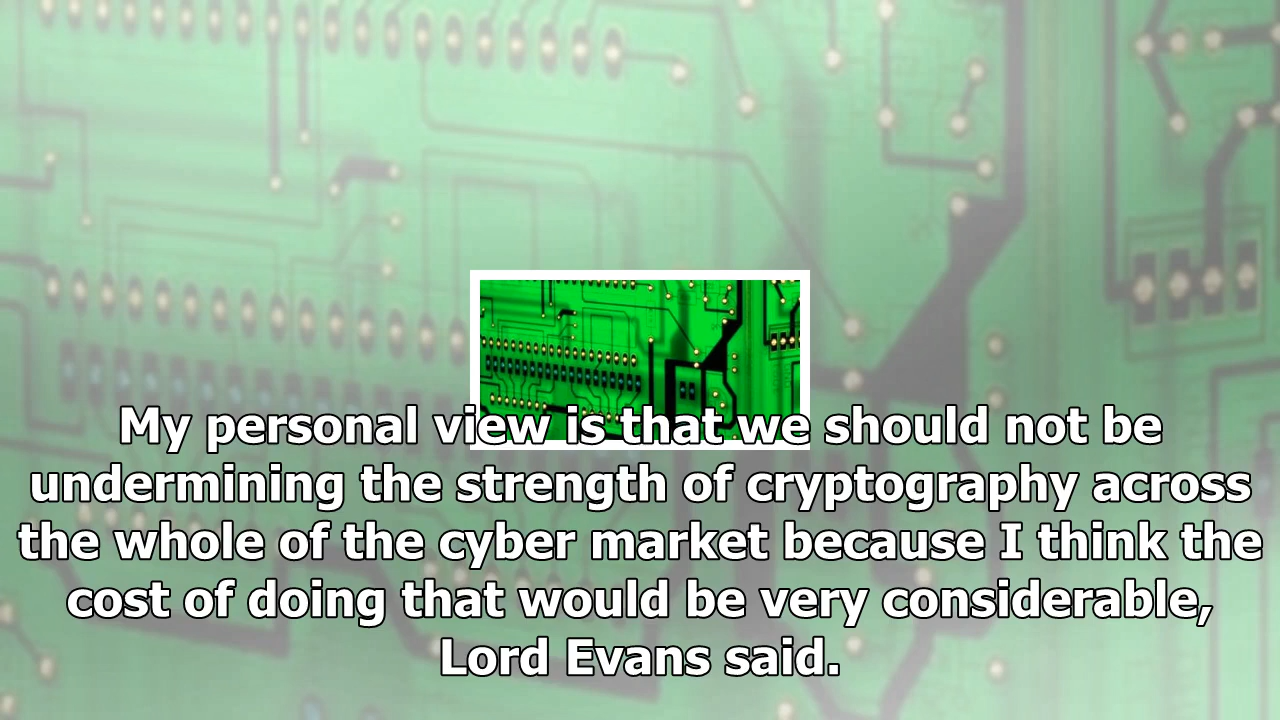 My personal view is that we should not be
undermining the strength of cryptography across
the whole of the cyber market because I think the
cost of doing that would be very considerable,
Lord Evans said.